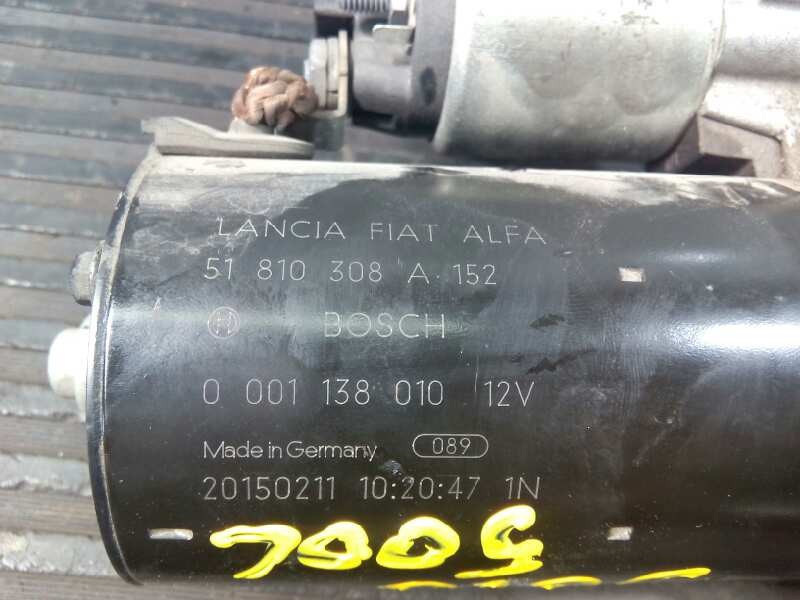 LANCIA FIAT ALFA
51 810 308 A 152
BOSCH
0 001 138 010 12V
Made in Germany 089
20150211 10:20:47 1N
500L